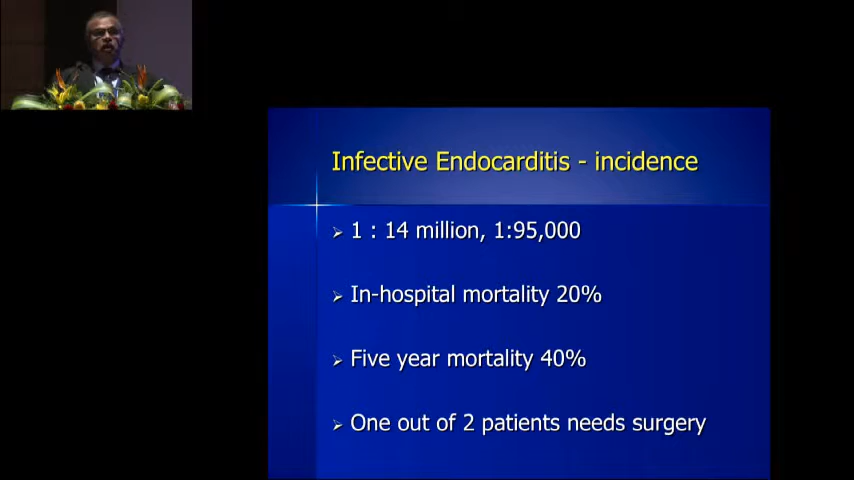 Infective Endocarditis - incidence
➢ 1 : 14 million, 1:95,000
➢ In-hospital mortality 20%
➢ Five year mortality 40%
➢ One out of 2 patients needs surgery